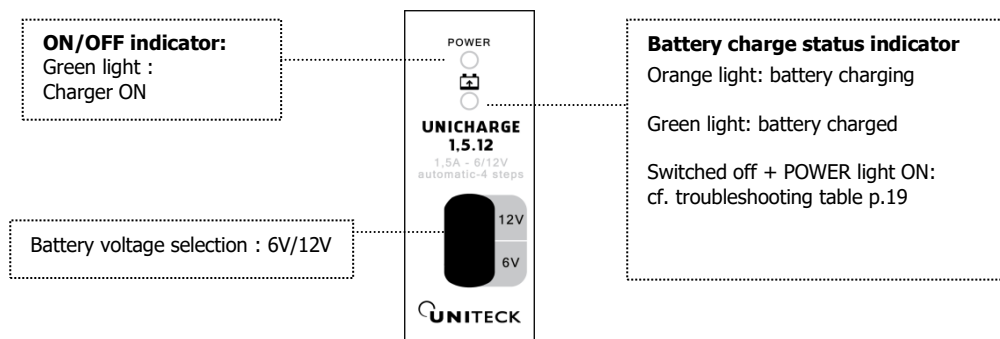 ON/OFF indicator:
Green light :
Charger ON
Battery voltage selection : 6V/12V
POWER
UNICHARGE
1,5.12
1,5A - 6/12V
automatic-4 steps
12V
6V
UNITECK
Battery charge status indicator
Orange light: battery charging
Green light: battery charged
Switched off + POWER light ON:
cf. troubleshooting table p.19